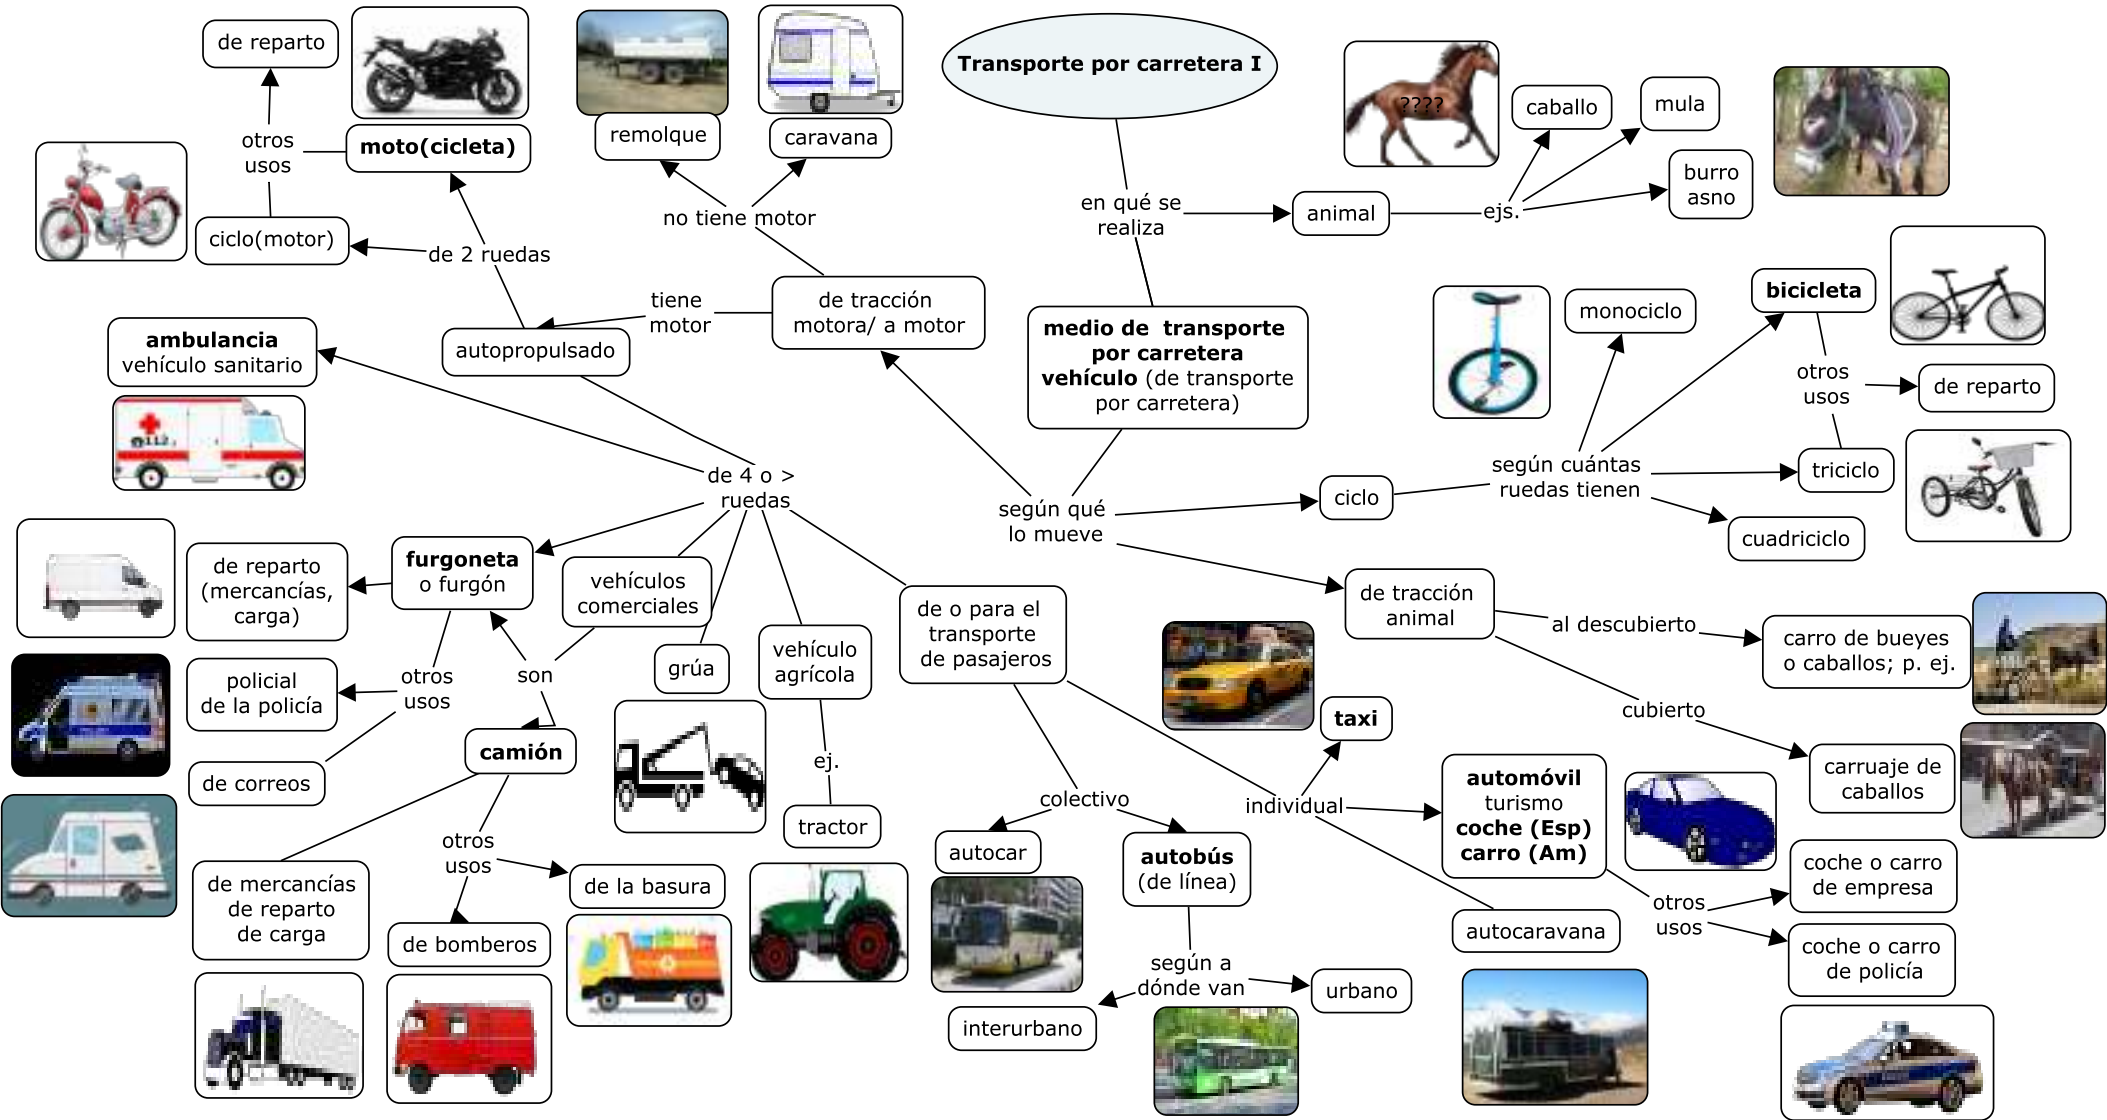 Transporte por carretera I
en qué se
realiza
animal
ejs.
????
caballo
mula
burro
asno
medio de transporte
por carretera
vehículo (de transporte
por carretera)
según qué
lo mueve
ciclo
según cuántas
ruedas tienen
monociclo
bicicleta
otros
usos
de reparto
triciclo
cuadriciclo
de tracción
animal
al descubierto
carro de bueyes
o caballos; p. ej.
cubierto
carruaje de
caballos
de tracción
motora/ a motor
no tiene motor
remolque
caravana
tiene
motor
autopropulsado
de 2 ruedas
moto(cicleta)
ciclo(motor)
otros
usos
de reparto
de 4 o >
ruedas
ambulancia
vehículo sanitario
112
furgoneta
o furgón
de reparto
(mercancías,
carga)
otros
usos
policial
de la policía
de correos
vehículos
comerciales
son
camión
de mercancías
de reparto
de carga
otros
usos
de la basura
de bomberos
grúa
vehículo
agrícola
ej.
tractor
de o para el
transporte
de pasajeros
colectivo
autocar
autobús
(de línea)
según a
dónde van
interurbano
urbano
individual
taxi
automóvil
turismo
coche (Esp)
carro (Am)
otros
usos
coche o carro
de empresa
coche o carro
de policía
autocaravana